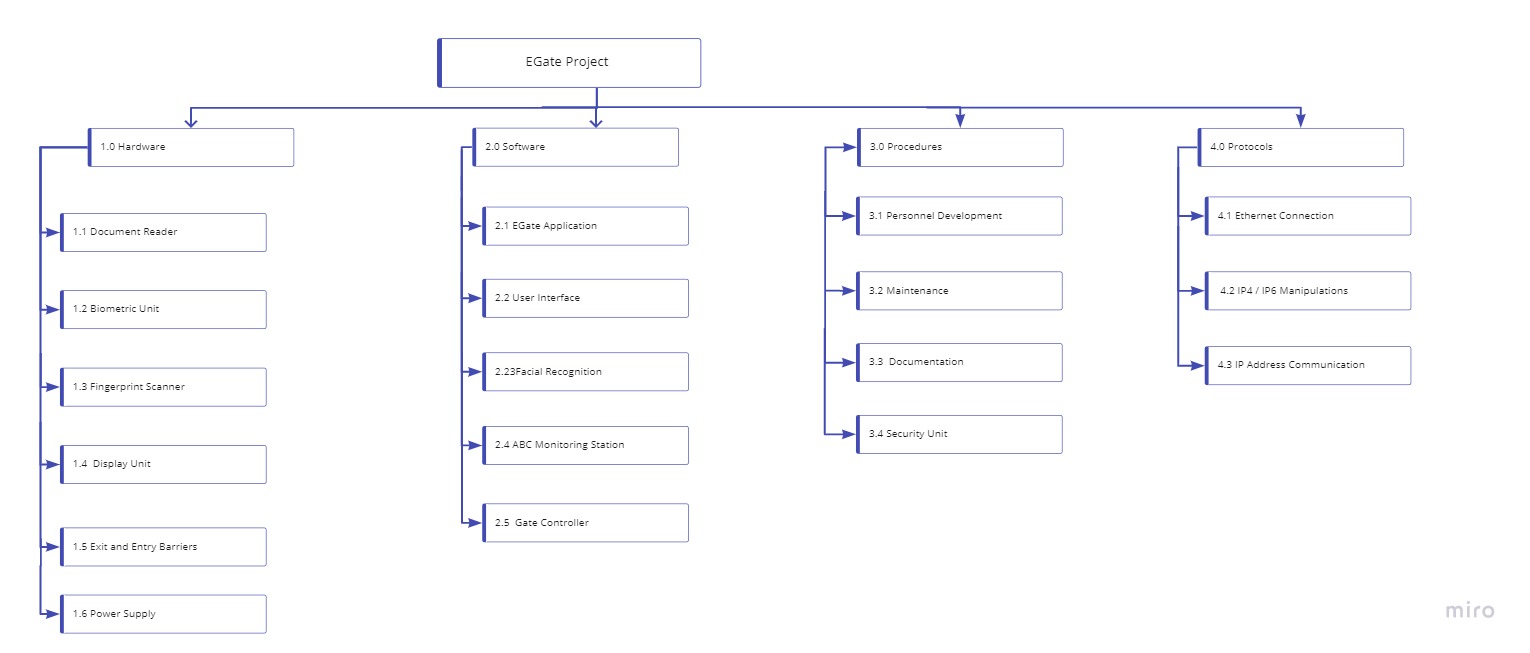 EGate Project
1.0 Hardware
1.1 Document Reader
1.2 Biometric Unit
1.3 Fingerprint Scanner
1.4 Display Unit
1.5 Exit and Entry Barriers
1.6 Power Supply
2.0 Software
2.1 EGate Application
2.2 User Interface
2.23Facial Recognition
2.4 ABC Monitoring Station
2.5 Gate Controller
3.0 Procedures
3.1 Personnel Development
3.2 Maintenance
3.3 Documentation
3.4 Security Unit
4.0 Protocols
4.1 Ethernet Connection
4.2 IP4 / IP6 Manipulations
4.3 IP Address Communication
miro